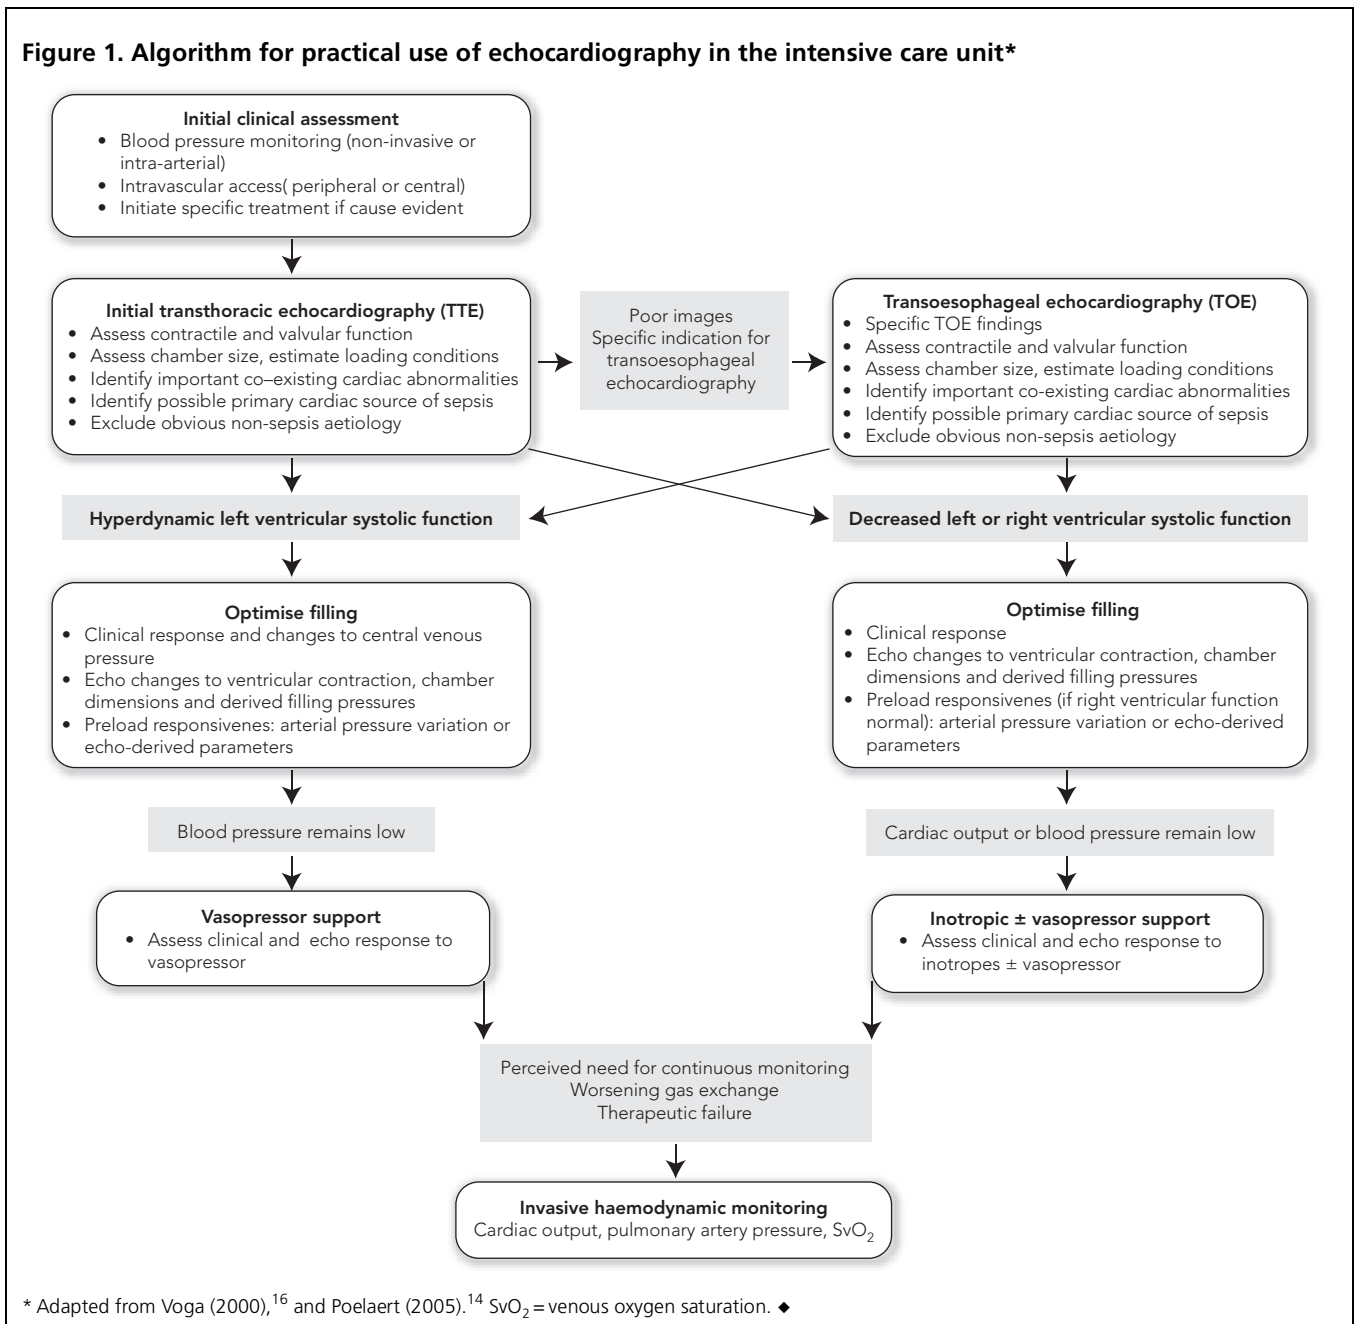 Figure 1. Algorithm for practical use of echocardiography in the intensive care unit*
Initial clinical assessment
• Blood pressure monitoring (non-invasive or
intra-arterial)
• Intravascular access( peripheral or central)
• Initiate specific treatment if cause evident
Initial transthoracic echocardiography (TTE)
• Assess contractile and valvular function
• Assess chamber size, estimate loading conditions
• Identify important co–existing cardiac abnormalities
• Identify possible primary cardiac source of sepsis
• Exclude obvious non-sepsis aetiology
Poor images
Specific indication for
transoesophageal
echocardiography
Transoesophageal echocardiography (TOE)
• Specific TOE findings
• Assess contractile and valvular function
• Assess chamber size, estimate loading conditions
• Identify important co-existing cardiac abnormalities
• Identify possible primary cardiac source of sepsis
• Exclude obvious non-sepsis aetiology
Hyperdynamic left ventricular systolic function
Decreased left or right ventricular systolic function
Optimise filling
• Clinical response and changes to central venous
pressure
• Echo changes to ventricular contraction, chamber
dimensions and derived filling pressures
• Preload responsivenes: arterial pressure variation or
echo-derived parameters
Optimise filling
• Clinical response
• Echo changes to ventricular contraction, chamber
dimensions and derived filling pressures
• Preload responsivenes (if right ventricular function
normal): arterial pressure variation or echo-derived
parameters
Blood pressure remains low
Cardiac output or blood pressure remain low
Vasopressor support
• Assess clinical and echo response to
vasopressor
Inotropic ± vasopressor support
• Assess clinical and echo response to
inotropes ± vasopressor
Perceived need for continuous monitoring
Worsening gas exchange
Therapeutic failure
Invasive haemodynamic monitoring
Cardiac output, pulmonary artery pressure, SvO₂
* Adapted from Voga (2000),¹⁶ and Poelaert (2005).¹⁴ SvO₂ = venous oxygen saturation. ◆